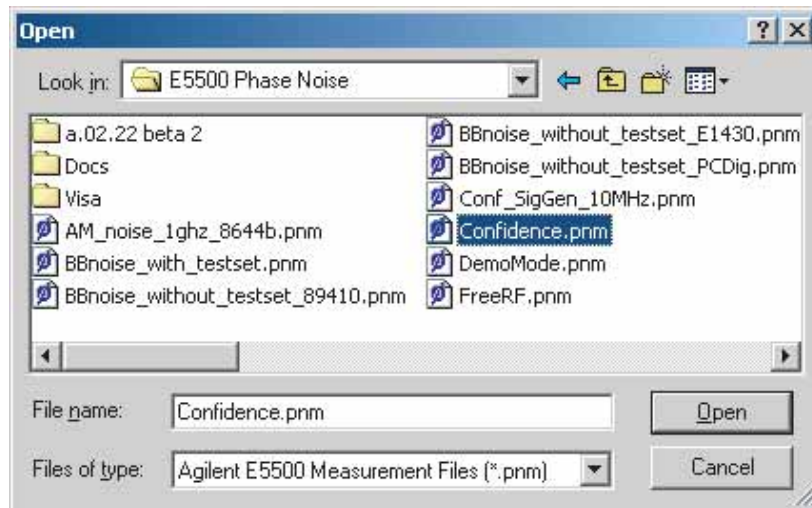 Open
Look in: E5500 Phase Noise
a.02.22 beta 2
Docs
Visa
AM_noise_1ghz_8644b.pnm
BBnoise_with_testset.pnm
BBnoise_without_testset_89410.pnm
BBnoise_without_testset_E1430.pnm
BBnoise_without_testset_PCDig.pnm
Conf_SigGen_10MHz.pnm
Confidence.pnm
DemoMode.pnm
FreeRF.pnm
File name: Confidence.pnm
Open
Files of type: Agilent E5500 Measurement Files (*.pnm)
Cancel